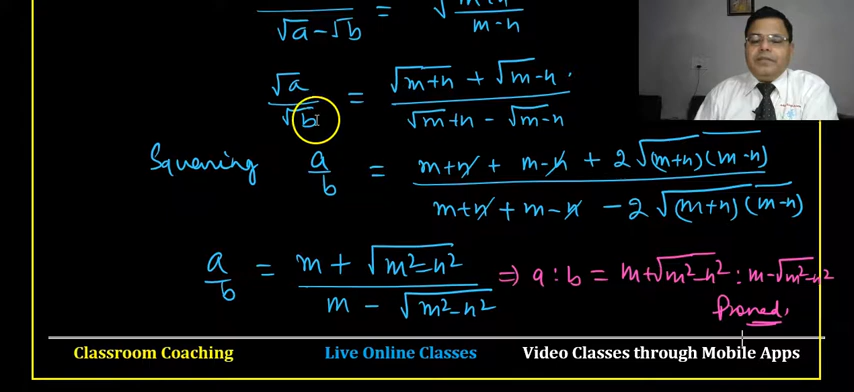 √a - √b = √m+n / m-n
√a / √b = √m+n + √m-n / √m+n - √m-n
Squaring a/b = m+n + m-n + 2√(m+n)(m-n) / m+n + m-n - 2√(m+n)(m-n)
a/b = m + √m²-n² / m - √m²-n² ⇒ a : b = m+√m²-n² : m-√m²-n²
Proved,
Classroom Coaching Live Online Classes Video Classes through Mobile Apps